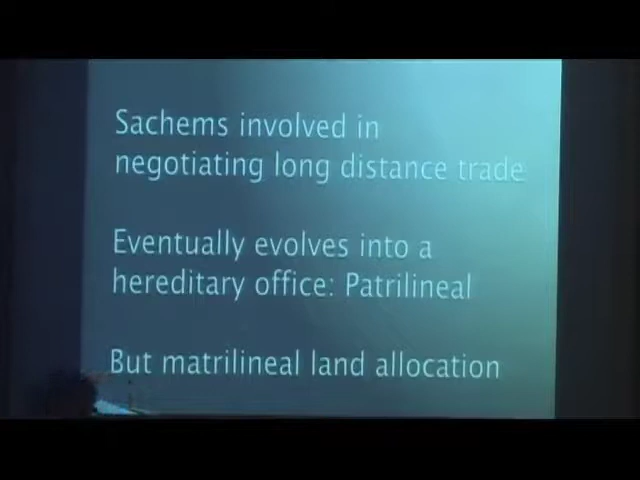 Sachems involved in
negotiating long distance trade
Eventually evolves into a
hereditary office: Patrilineal
But matrilineal land allocation